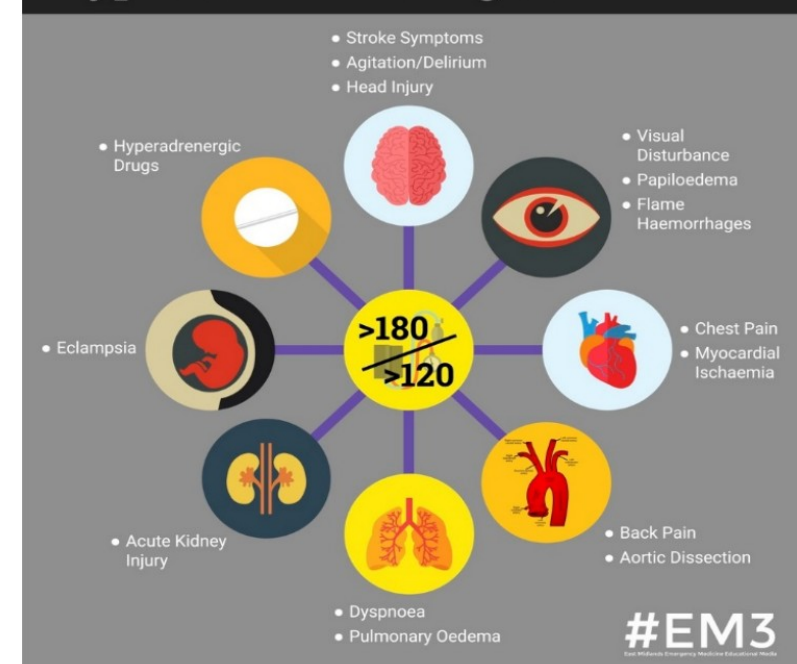 • Stroke Symptoms
• Agitation/Delirium
• Head Injury
• Hyperadrenergic
Drugs
• Visual
Disturbance
• Papiloedema
• Flame
Haemorrhages
>180
>120
• Eclampsia
• Chest Pain
• Myocardial
Ischaemia
• Acute Kidney
Injury
• Back Pain
• Aortic Dissection
• Dyspnoea
• Pulmonary Oedema
#EM3
East Midlands Emergency Medicine Educational Media